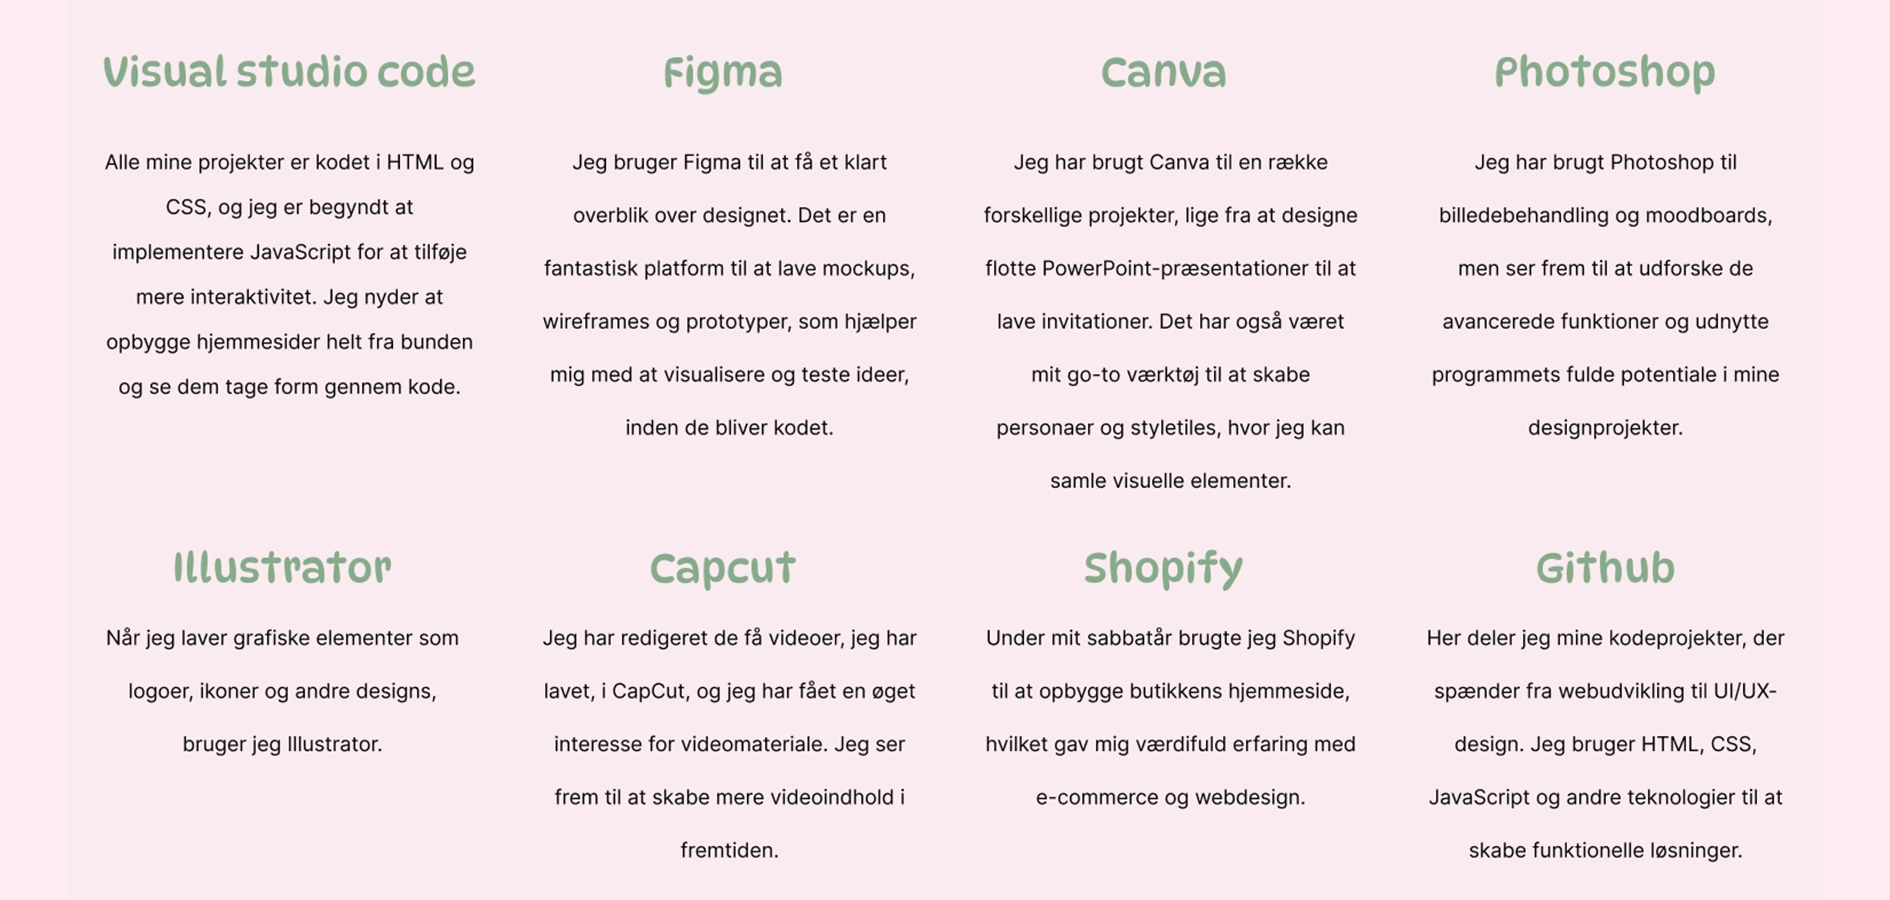 Visual studio code
Alle mine projekter er kodet i HTML og
CSS, og jeg er begyndt at
implementere JavaScript for at tilføje
mere interaktivitet. Jeg nyder at
opbygge hjemmesider helt fra bunden
og se dem tage form gennem kode.
Figma
Jeg bruger Figma til at få et klart
overblik over designet. Det er en
fantastisk platform til at lave mockups,
wireframes og prototyper, som hjælper
mig med at visualisere og teste ideer,
inden de bliver kodet.
Canva
Jeg har brugt Canva til en række
forskellige projekter, lige fra at designe
flotte PowerPoint-præsentationer til at
lave invitationer. Det har også været
mit go-to værktøj til at skabe
personaer og styletiles, hvor jeg kan
samle visuelle elementer.
Photoshop
Jeg har brugt Photoshop til
billedebehandling og moodboards,
men ser frem til at udforske de
avancerede funktioner og udnytte
programmets fulde potentiale i mine
designprojekter.
Illustrator
Når jeg laver grafiske elementer som
logoer, ikoner og andre designs,
bruger jeg Illustrator.
Capcut
Jeg har redigeret de få videoer, jeg har
lavet, i CapCut, og jeg har fået en øget
interesse for videomateriale. Jeg ser
frem til at skabe mere videoindhold i
fremtiden.
Shopify
Under mit sabbatår brugte jeg Shopify
til at opbygge butikkens hjemmeside,
hvilket gav mig værdifuld erfaring med
e-commerce og webdesign.
Github
Her deler jeg mine kodeprojekter, der
spænder fra webudvikling til UI/UX-
design. Jeg bruger HTML, CSS,
JavaScript og andre teknologier til at
skabe funktionelle løsninger.